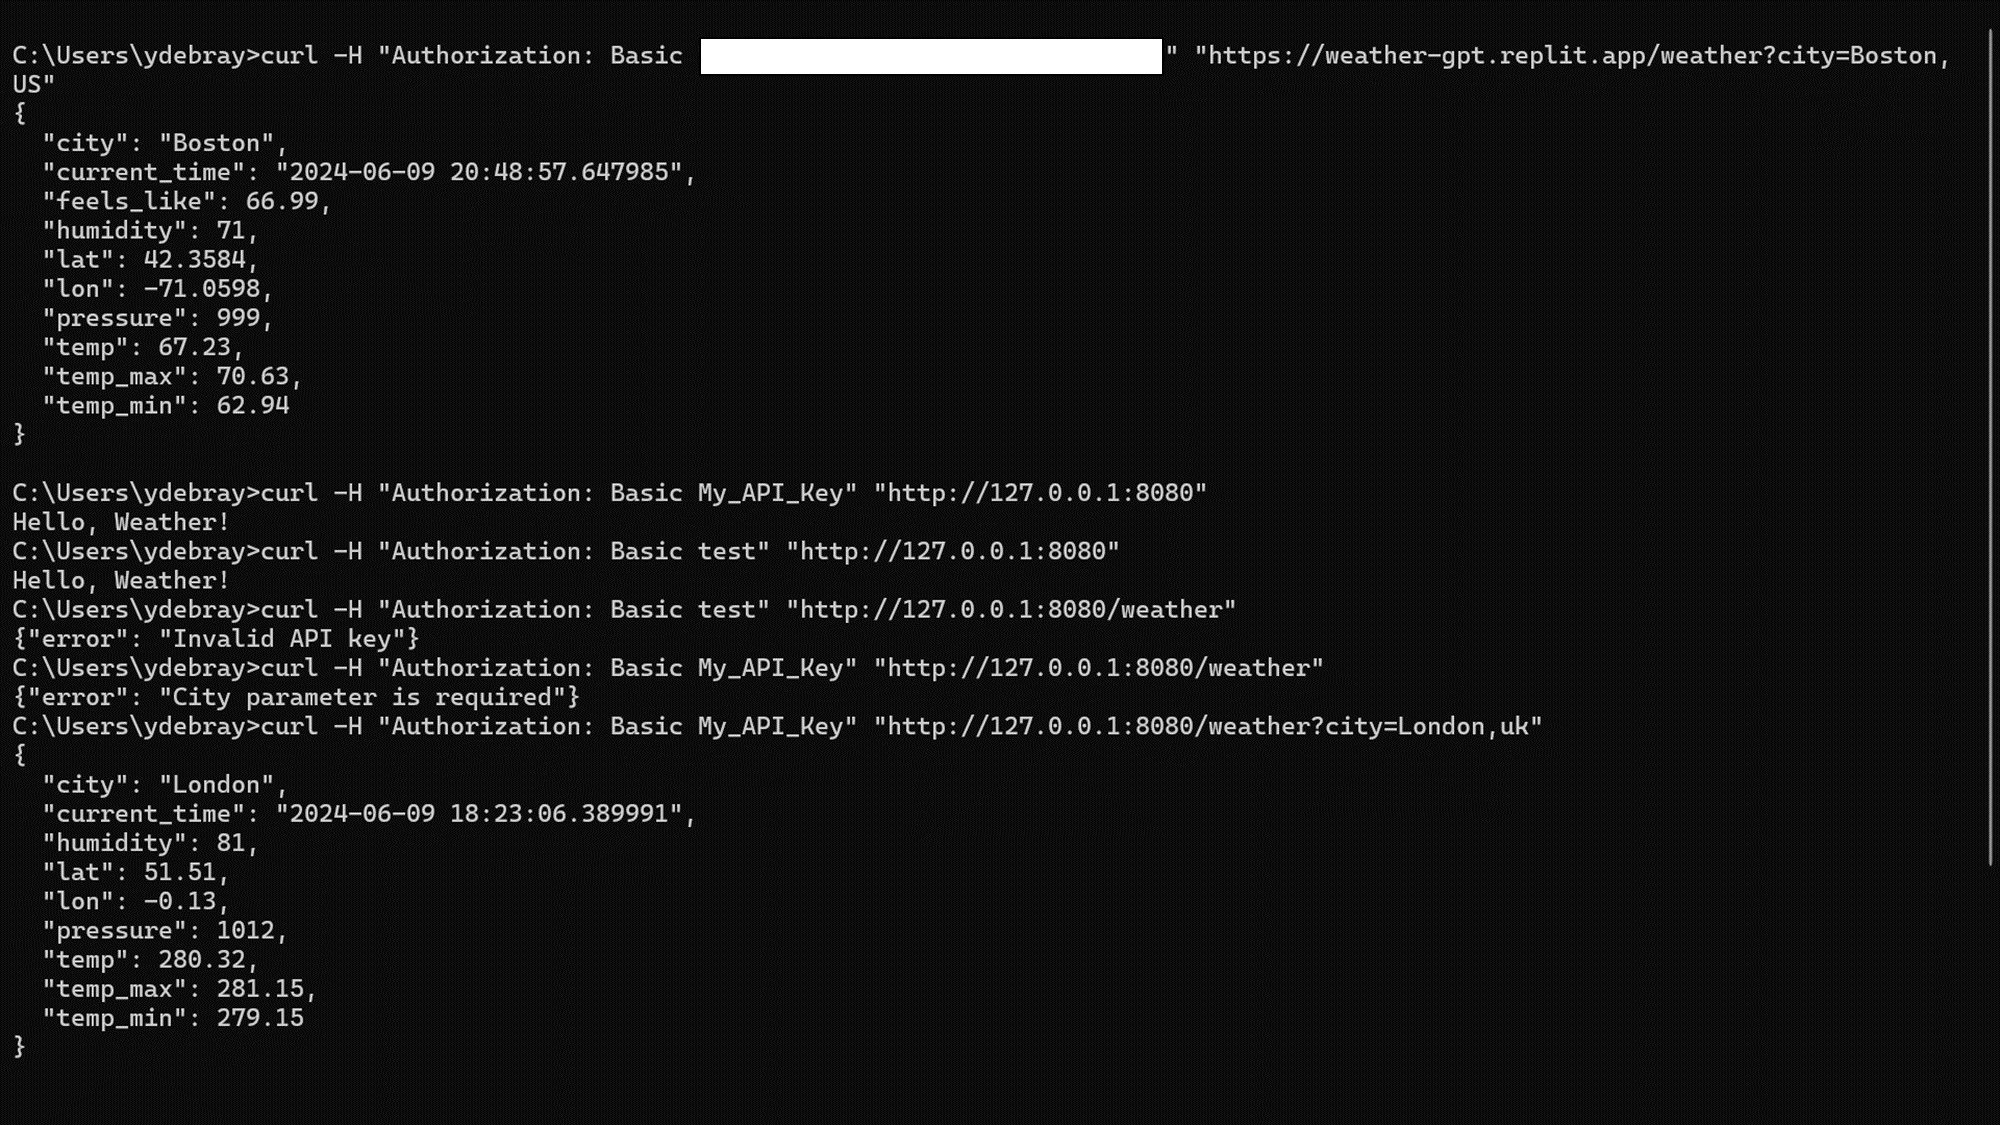 C:\Users\ydebray>curl -H "Authorization: Basic " "https://weather-gpt.replit.app/weather?city=Boston,
US"
{
  "city": "Boston",
  "current_time": "2024-06-09 20:48:57.647985",
  "feels_like": 66.99,
  "humidity": 71,
  "lat": 42.3584,
  "lon": -71.0598,
  "pressure": 999,
  "temp": 67.23,
  "temp_max": 70.63,
  "temp_min": 62.94
}
C:\Users\ydebray>curl -H "Authorization: Basic My_API_Key" "http://127.0.0.1:8080"
Hello, Weather!
C:\Users\ydebray>curl -H "Authorization: Basic test" "http://127.0.0.1:8080"
Hello, Weather!
C:\Users\ydebray>curl -H "Authorization: Basic test" "http://127.0.0.1:8080/weather"
{"error": "Invalid API key"}
C:\Users\ydebray>curl -H "Authorization: Basic My_API_Key" "http://127.0.0.1:8080/weather"
{"error": "City parameter is required"}
C:\Users\ydebray>curl -H "Authorization: Basic My_API_Key" "http://127.0.0.1:8080/weather?city=London,uk"
{
  "city": "London",
  "current_time": "2024-06-09 18:23:06.389991",
  "humidity": 81,
  "lat": 51.51,
  "lon": -0.13,
  "pressure": 1012,
  "temp": 280.32,
  "temp_max": 281.15,
  "temp_min": 279.15
}